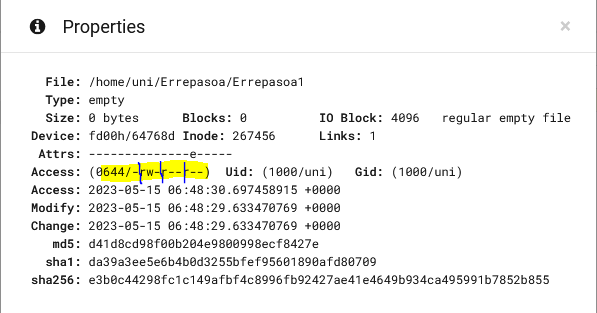 Properties ×
File: /home/uni/Errepasoa/Errepasoa1
Type: empty
Size: 0 bytes Blocks: 0 IO Block: 4096 regular empty file
Device: fd00h/64768d Inode: 267456 Links: 1
Attrs: --------------e-----
Access: (0644/-rw-r--r--) Uid: (1000/uni) Gid: (1000/uni)
Access: 2023-05-15 06:48:30.697458915 +0000
Modify: 2023-05-15 06:48:29.633470769 +0000
Change: 2023-05-15 06:48:29.633470769 +0000
md5: d41d8cd98f00b204e9800998ecf8427e
sha1: da39a3ee5e6b4b0d3255bfef95601890afd80709
sha256: e3b0c44298fc1c149afbf4c8996fb92427ae41e4649b934ca495991b7852b855